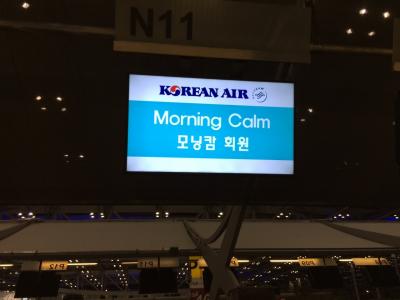 N11
KOREAN AIR
Morning Calm
모닝캄 회원